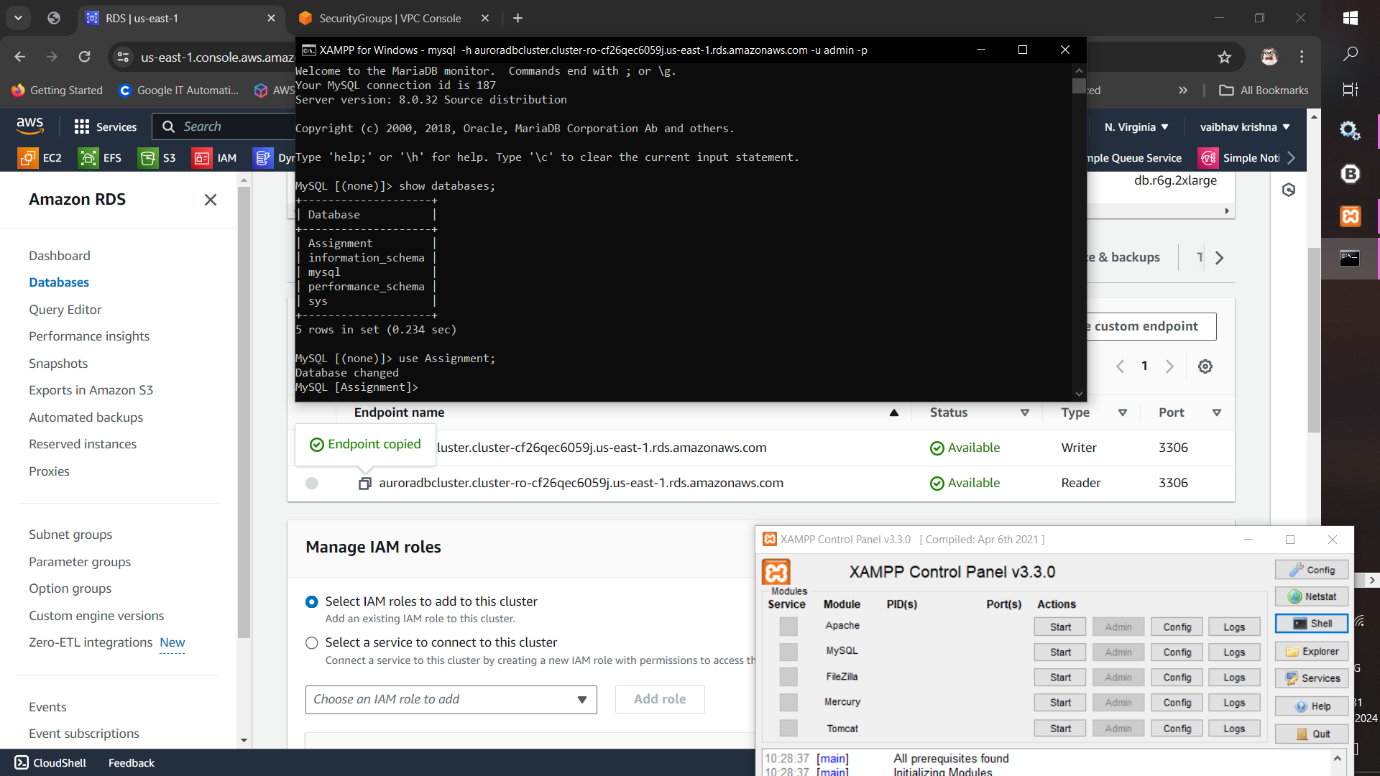 RDS | us-east-1
SecurityGroups | VPC Console
us-east-1.console.aws.amaz
Getting Started
Google IT Automati...
AWS
All Bookmarks
XAMPP for Windows - mysql -h auroradbcluster.cluster-ro-cf26qec6059j.us-east-1.rds.amazonaws.com -u admin -p
Welcome to the MariaDB monitor.  Commands end with ; or \g.
Your MySQL connection id is 187
Server version: 8.0.32 Source distribution
Copyright (c) 2000, 2018, Oracle, MariaDB Corporation Ab and others.
Type 'help;' or '\h' for help. Type '\c' to clear the current input statement.
MySQL [(none)]> show databases;
+--------------------+
| Database           |
+--------------------+
| Assignment         |
| information_schema |
| mysql              |
| performance_schema |
| sys                |
+--------------------+
5 rows in set (0.234 sec)
MySQL [(none)]> use Assignment;
Database changed
MySQL [Assignment]>
aws
Services
Search
N. Virginia
vaibhav krishna
EC2
EFS
S3
IAM
Dyn
mple Queue Service
Simple Noti
db.r6g.2xlarge
Amazon RDS
Dashboard
Databases
Query Editor
Performance insights
Snapshots
Exports in Amazon S3
Automated backups
Reserved instances
Proxies
Subnet groups
Parameter groups
Option groups
Custom engine versions
Zero-ETL integrations New
Events
Event subscriptions
CloudShell
Feedback
e & backups
e custom endpoint
1
Endpoint name
Status
Type
Port
Endpoint copied
luster.cluster-cf26qec6059j.us-east-1.rds.amazonaws.com
Available
Writer
3306
auroradbcluster.cluster-ro-cf26qec6059j.us-east-1.rds.amazonaws.com
Available
Reader
3306
Manage IAM roles
Select IAM roles to add to this cluster
Add an existing IAM role to this cluster.
Select a service to connect to this cluster
Connect a service to this cluster by creating a new IAM role with permissions to access th
Choose an IAM role to add
Add role
XAMPP Control Panel v3.3.0 [ Compiled: Apr 6th 2021 ]
XAMPP Control Panel v3.3.0
Modules
Service
Module
PID(s)
Port(s)
Actions
Apache
Start
Admin
Config
Logs
MySQL
Start
Admin
Config
Logs
FileZilla
Start
Admin
Config
Logs
Mercury
Start
Admin
Config
Logs
Tomcat
Start
Admin
Config
Logs
Config
Netstat
Shell
Explorer
Services
Help
Quit
10:28:37 [main] All prerequisites found
10:28:37 [main] Initializing Modules
2024